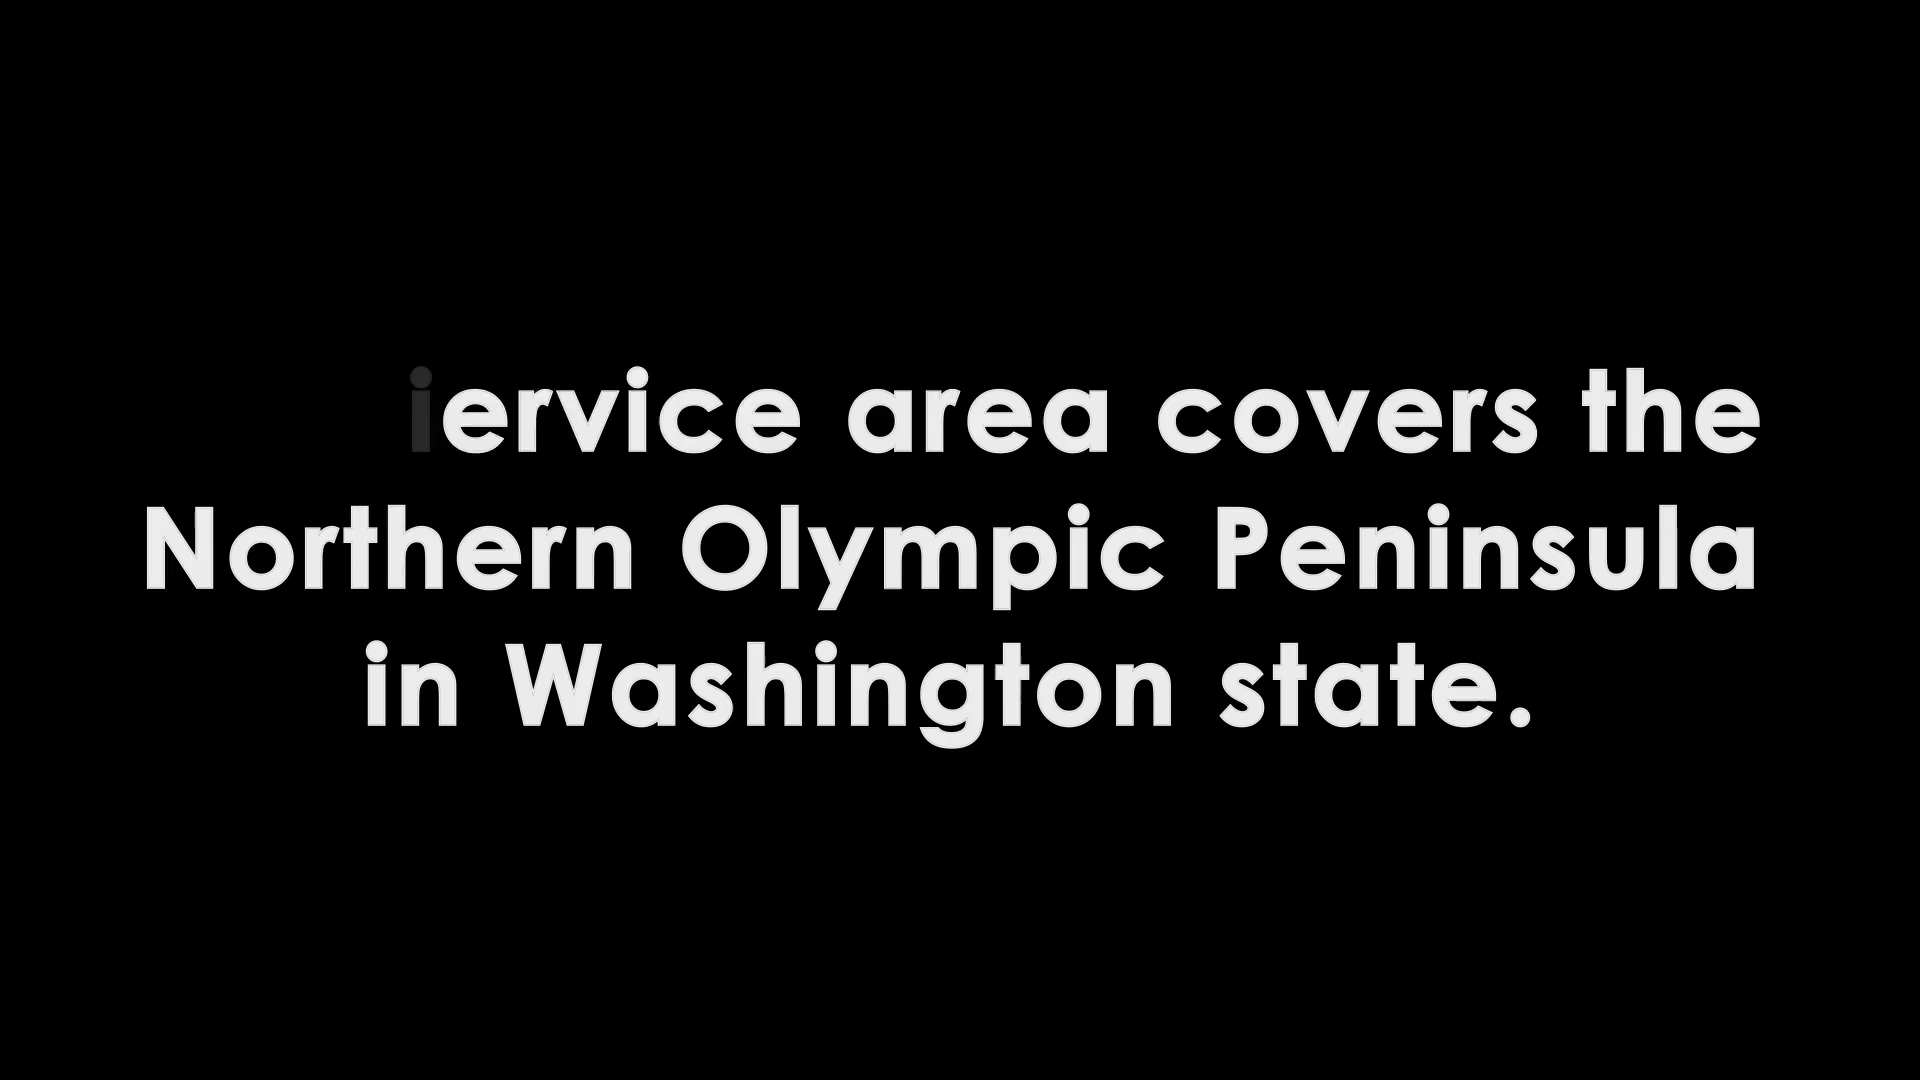 iervice area covers the
Northern Olympic Peninsula
in Washington state.